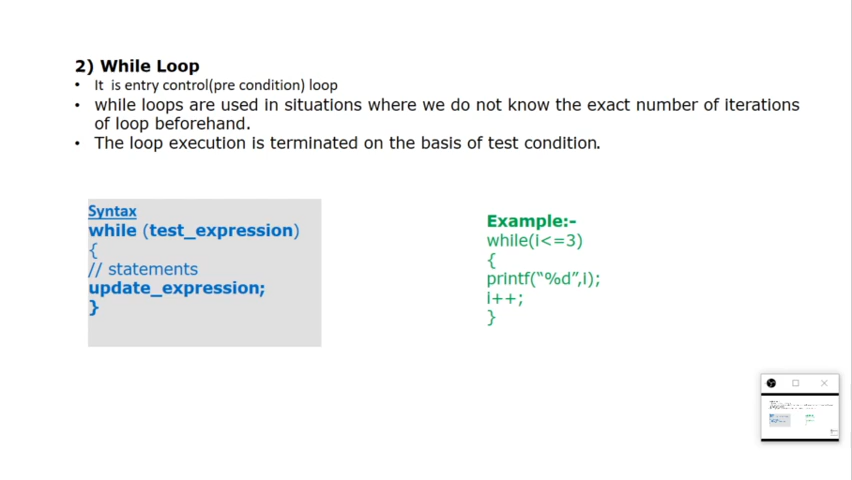 2) While Loop
• It is entry control(pre condition) loop
• while loops are used in situations where we do not know the exact number of iterations
of loop beforehand.
• The loop execution is terminated on the basis of test condition.
Syntax
while (test_expression)
{
// statements
update_expression;
}
Example:-
while(i<=3)
{
printf(“%d”,i);
i++;
}